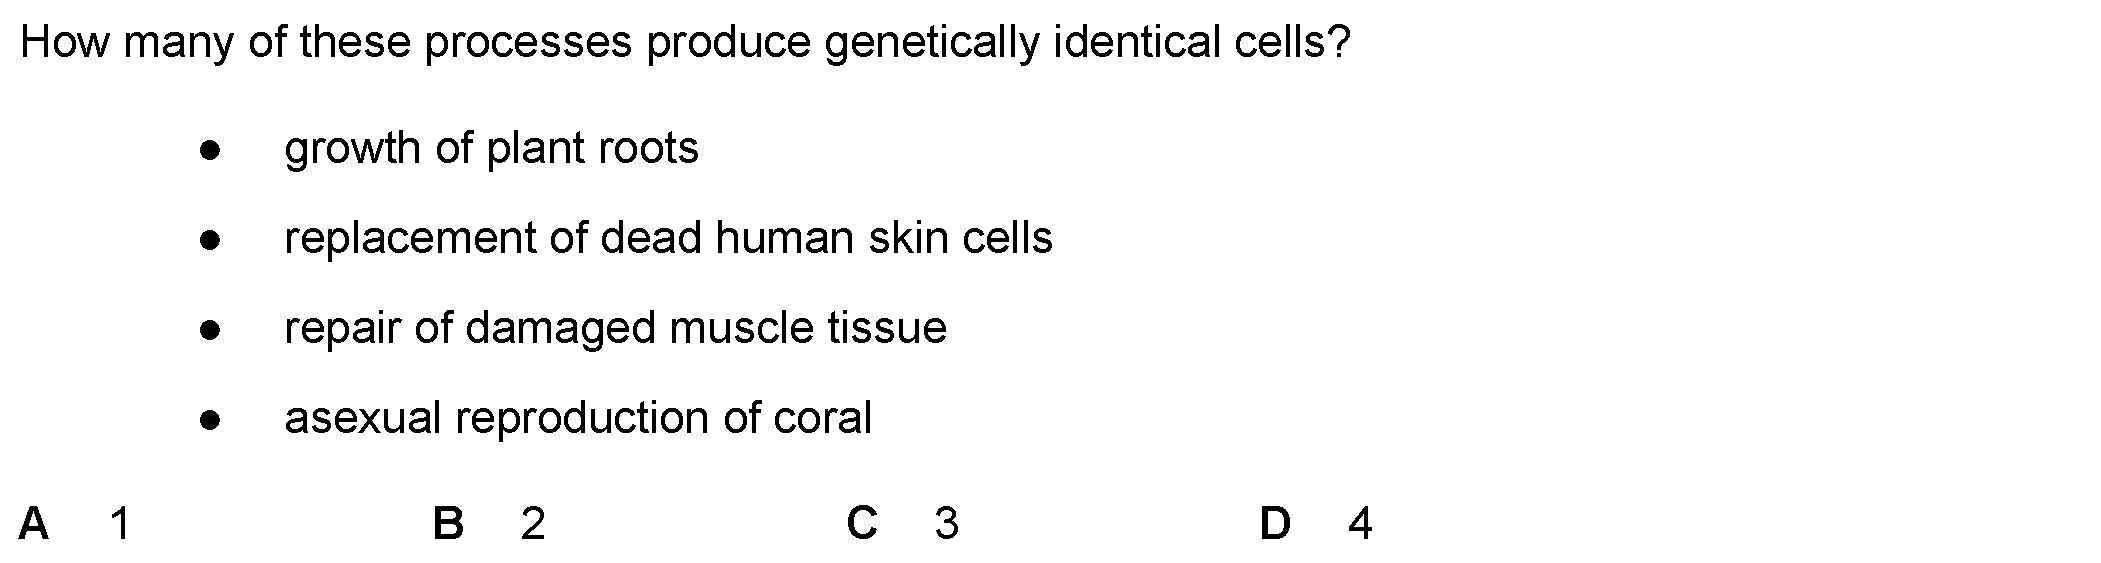 How many of these processes produce genetically identical cells?
● growth of plant roots
● replacement of dead human skin cells
● repair of damaged muscle tissue
● asexual reproduction of coral
A 1 B 2 C 3 D 4